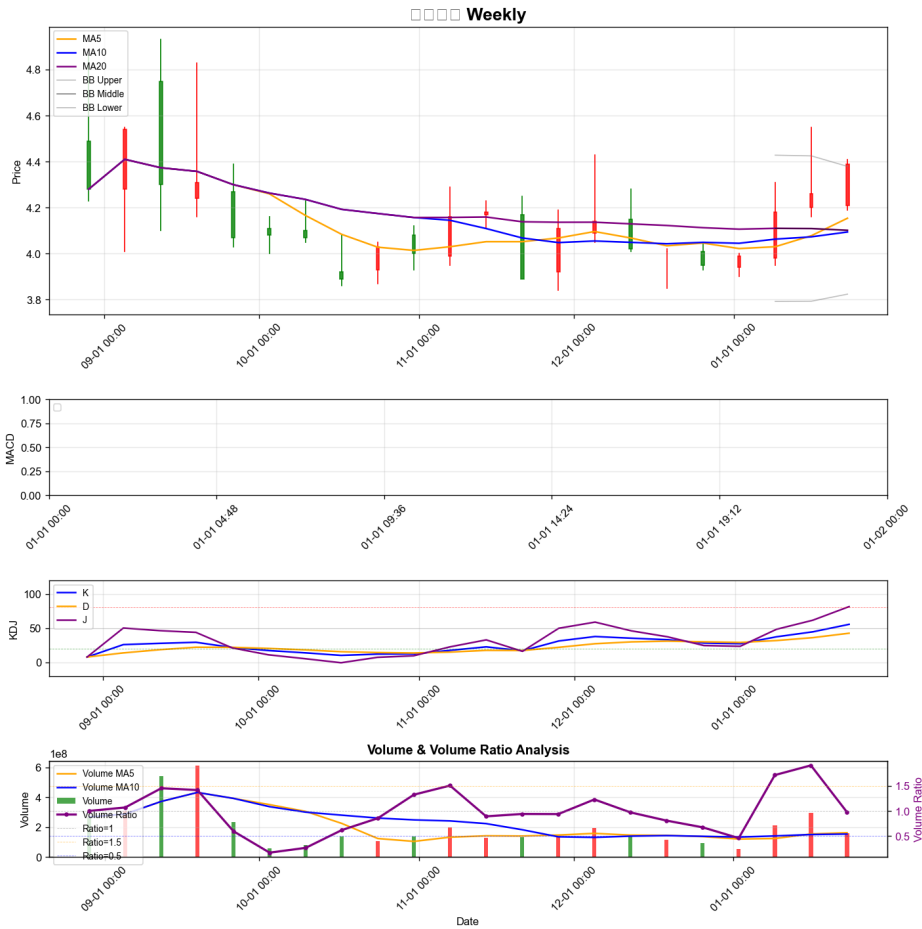 Weekly
MA5
MA10
MA20
BB Upper
BB Middle
BB Lower
Price
4.8
4.6
4.4
4.2
4.0
3.8
09-01 00:00
10-01 00:00
11-01 00:00
12-01 00:00
01-01 00:00
MACD
1.00
0.75
0.50
0.25
0.00
01-01 00:00
01-01 04:48
01-01 09:36
01-01 14:24
01-01 19:12
01-02 00:00
KDJ
K
D
J
100
50
0
09-01 00:00
10-01 00:00
11-01 00:00
12-01 00:00
01-01 00:00
Volume & Volume Ratio Analysis
1e8
Volume
6
4
2
0
Volume MA5
Volume MA10
Volume
Volume Ratio
Ratio=1
Ratio=1.5
Ratio=0.5
1.5
1.0
0.5
Volume Ratio
09-01 00:00
10-01 00:00
11-01 00:00
12-01 00:00
01-01 00:00
Date